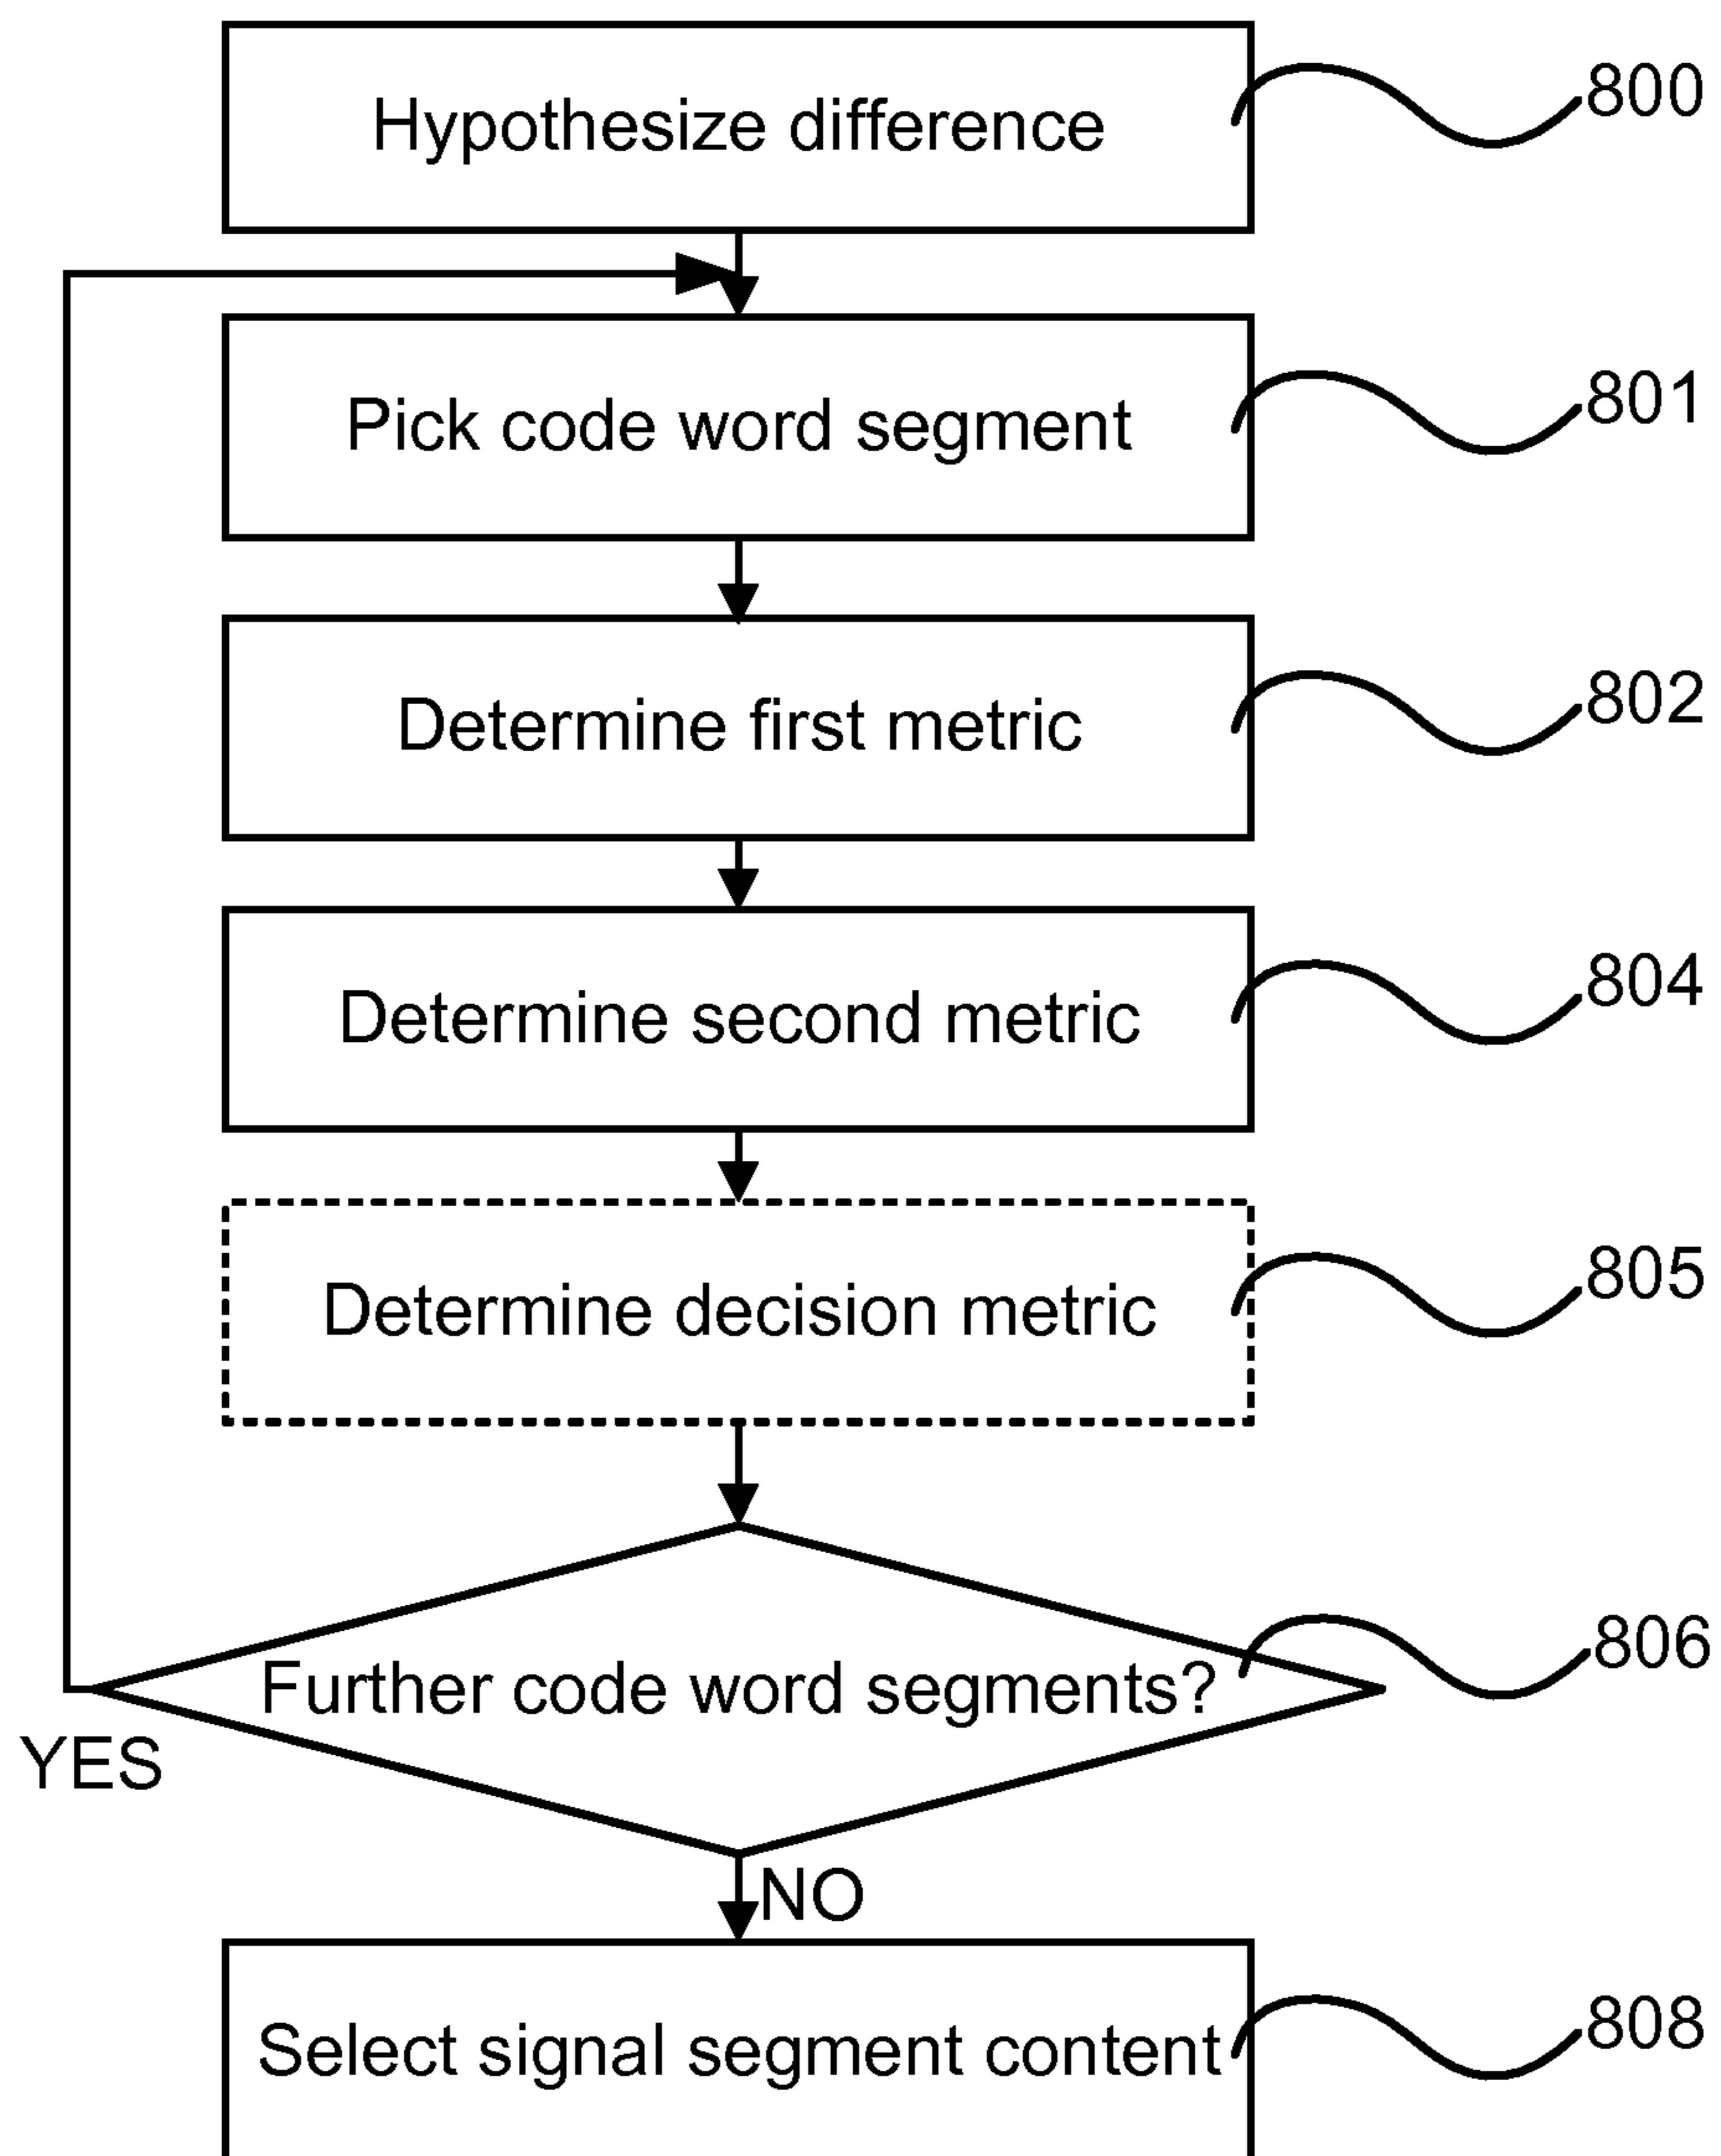 Hypothesize difference
800
Pick code word segment
801
Determine first metric
802
Determine second metric
804
Determine decision metric
805
Further code word segments?
806
YES
NO
Select signal segment content
808